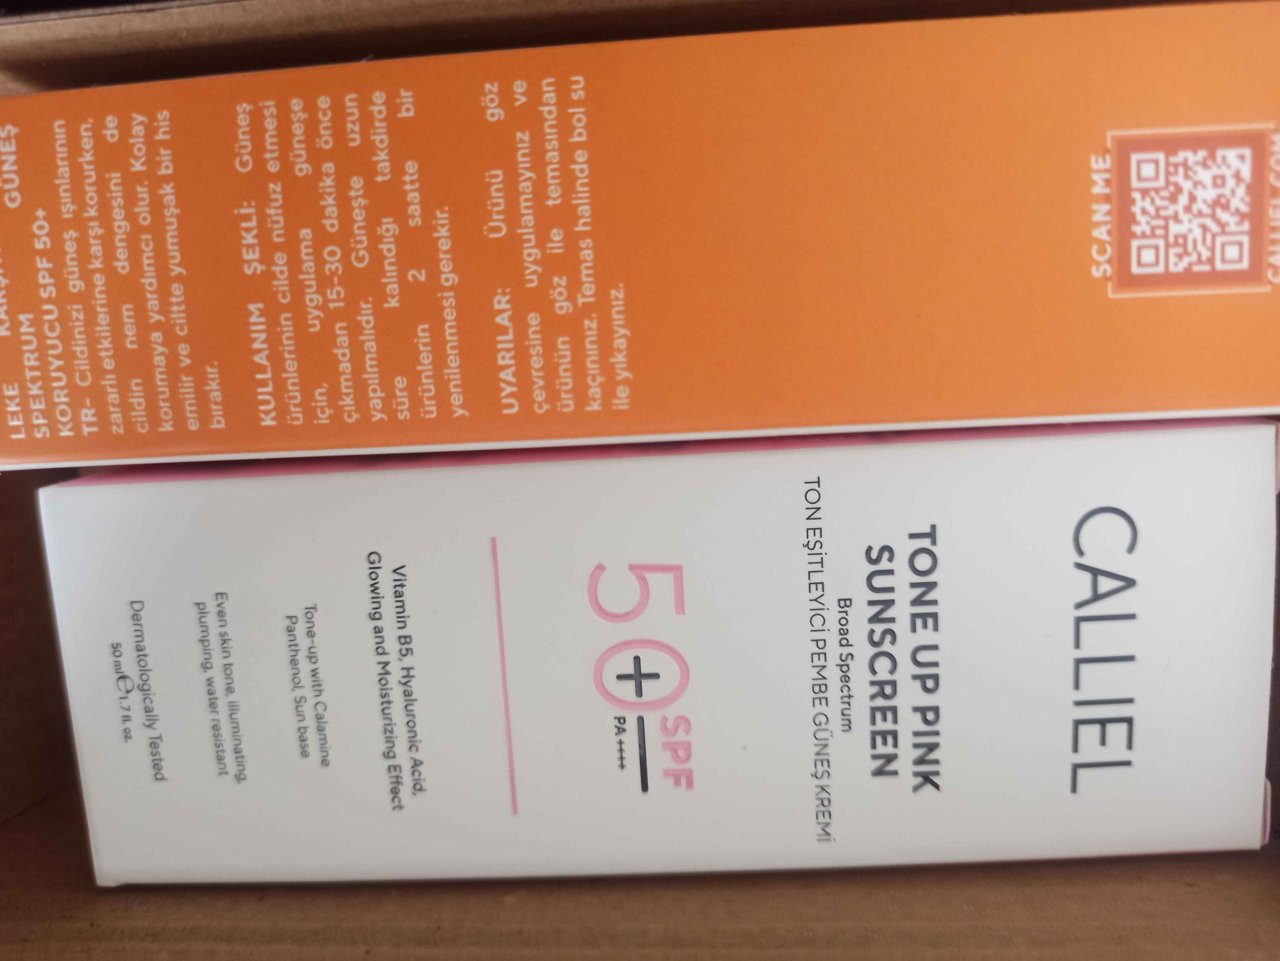 LEKE KARŞITI GÜNEŞ
SPEKTRUM
KORUYUCU SPF 50+
TR- Cildinizi güneş ışınlarının
zararlı etkilerine karşı korurken,
cildin nem dengesini de
korumaya yardımcı olur. Kolay
emilir ve ciltte yumuşak bir his
bırakır.
KULLANIM ŞEKLİ: Güneş
ürünlerinin cilde nüfuz etmesi
için, uygulama güneşe
çıkmadan 15-30 dakika önce
yapılmalıdır. Güneşte uzun
süre kalındığı takdirde
ürünlerin 2 saatte bir
yenilenmesi gerekir.
UYARILAR: Ürünü göz
çevresine uygulamayınız ve
ürünün göz ile temasından
kaçınınız. Temas halinde bol su
ile yıkayınız.
SCAN ME
CALLIEL.COM
CALLIEL
TONE UP PINK
SUNSCREEN
Broad Spectrum
TON EŞİTLEYİCİ PEMBE GÜNEŞ KREMİ
SPF
50+
PA ++++
Vitamin B5, Hyaluronic Acid,
Glowing and Moisturizing Effect
Tone-up with Calamine
Panthenol, Sun base
Even skin tone, illuminating,
plumping, water resistant
Dermatologically Tested
50 ml ℮ 1.7 fl. oz.